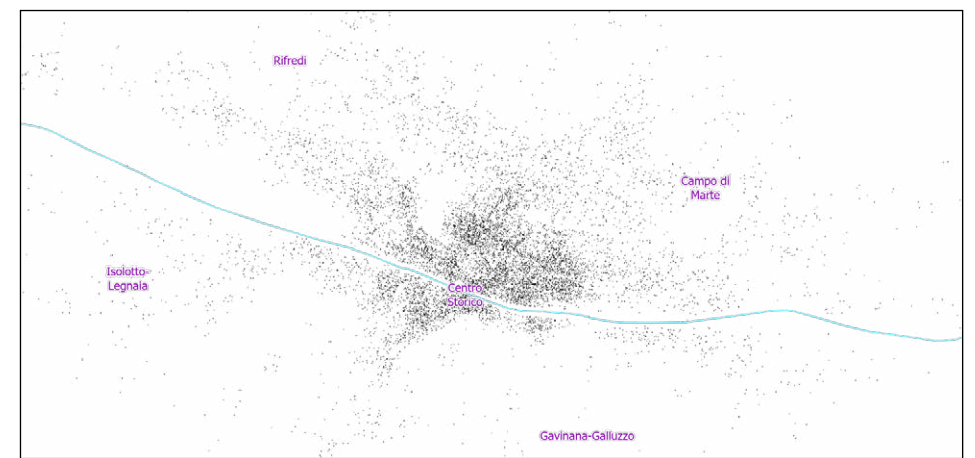 Rifredi
Campo di
Marte
Isolotto-
Legnaia
Centro
Storico
Gavinana-Galluzzo